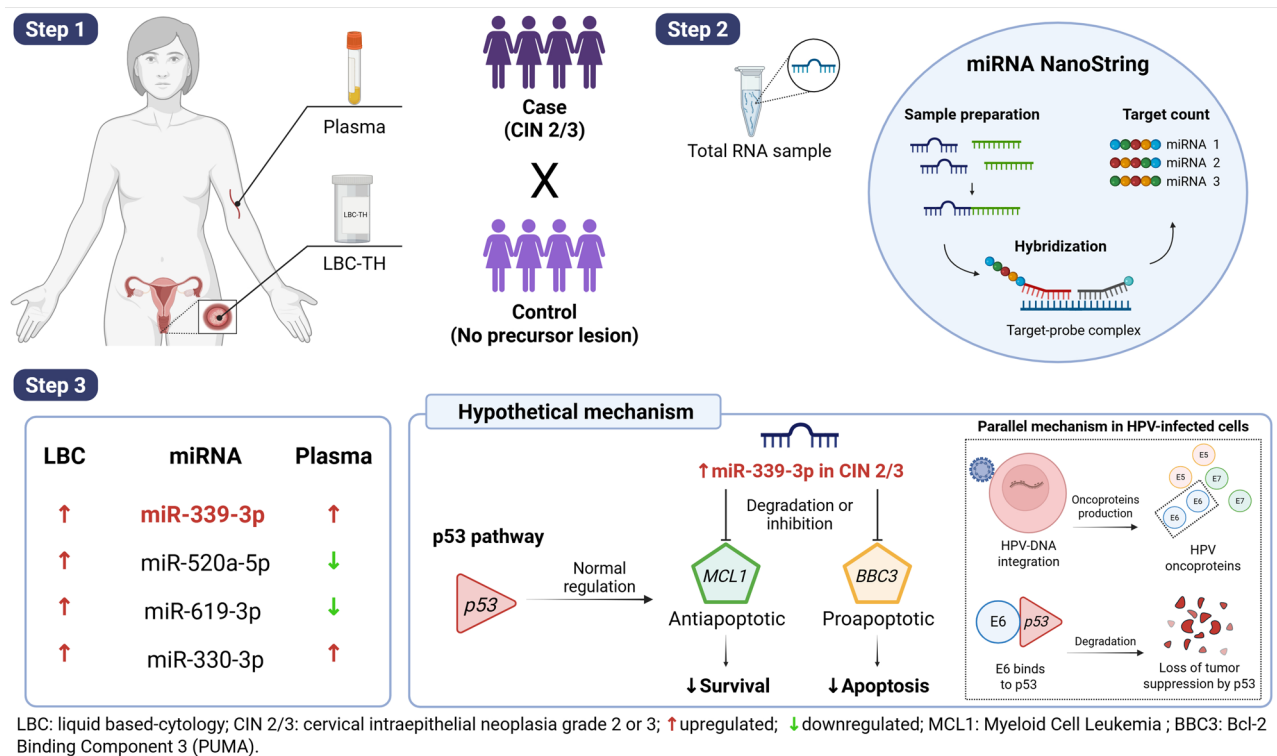 Step 1
Plasma
LBC-TH
LBC-TH
Case
(CIN 2/3)
X
Control
(No precursor lesion)
Step 2
Total RNA sample
miRNA NanoString
Sample preparation
Target count
miRNA 1
miRNA 2
miRNA 3
Hybridization
Target-probe complex
Step 3
LBC miRNA Plasma
↑ miR-339-3p ↑
↑ miR-520a-5p ↓
↑ miR-619-3p ↓
↑ miR-330-3p ↑
Hypothetical mechanism
↑miR-339-3p in CIN 2/3
Degradation or
inhibition
p53 pathway
p53
Normal
regulation
MCL1
BBC3
Antiapoptotic
Proapoptotic
↓Survival
↓Apoptosis
Parallel mechanism in HPV-infected cells
HPV-DNA
integration
Oncoproteins
production
E5
E5
E7
E6
E7
E6
HPV
oncoproteins
E6
p53
E6 binds
to p53
Degradation
Loss of tumor
suppression by p53
LBC: liquid based-cytology; CIN 2/3: cervical intraepithelial neoplasia grade 2 or 3; ↑upregulated; ↓downregulated; MCL1: Myeloid Cell Leukemia ; BBC3: Bcl-2
Binding Component 3 (PUMA).